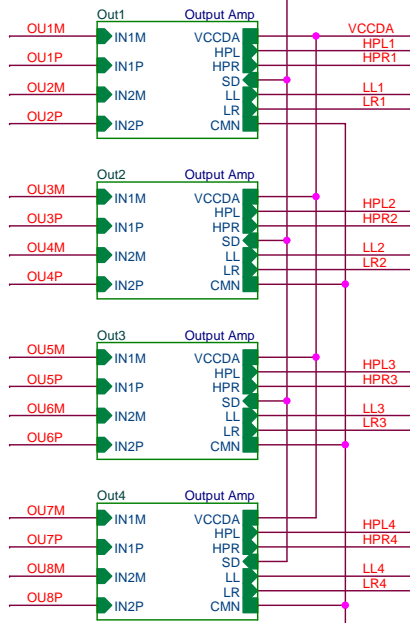 Out1 Output Amp
OU1M IN1M VCCDA VCCDA
HPL HPL1
OU1P IN1P HPR HPR1
SD
OU2M IN2M LL LL1
LR LR1
OU2P IN2P CMN
Out2 Output Amp
OU3M IN1M VCCDA
HPL HPL2
OU3P IN1P HPR HPR2
SD
OU4M IN2M LL LL2
LR LR2
OU4P IN2P CMN
Out3 Output Amp
OU5M IN1M VCCDA
HPL HPL3
OU5P IN1P HPR HPR3
SD
OU6M IN2M LL LL3
LR LR3
OU6P IN2P CMN
Out4 Output Amp
OU7M IN1M VCCDA
HPL HPL4
OU7P IN1P HPR HPR4
SD
OU8M IN2M LL LL4
LR LR4
OU8P IN2P CMN